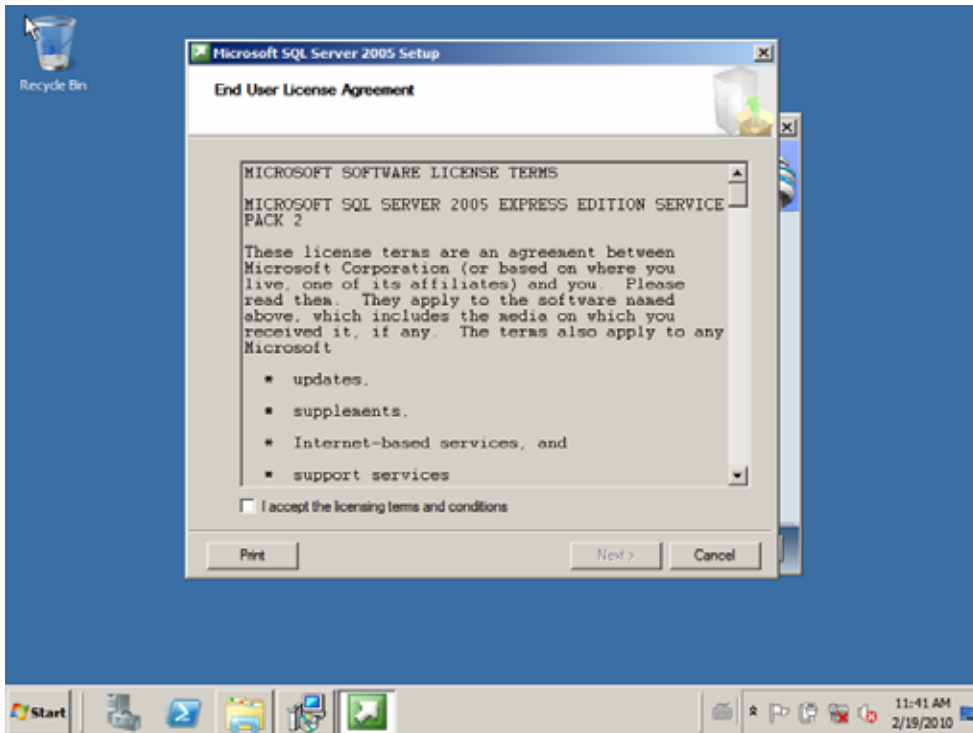 Recycle Bin
Microsoft SQL Server 2005 Setup
End User License Agreement
MICROSOFT SOFTWARE LICENSE TERMS
MICROSOFT SQL SERVER 2005 EXPRESS EDITION SERVICE
PACK 2
These license terms are an agreement between
Microsoft Corporation (or based on where you
live, one of its affiliates) and you.  Please
read them.  They apply to the software named
above, which includes the media on which you
received it, if any.  The terms also apply to any
Microsoft
* updates,
* supplements,
* Internet-based services, and
* support services
I accept the licensing terms and conditions
Print
Next >
Cancel
Start
11:41 AM
2/19/2010